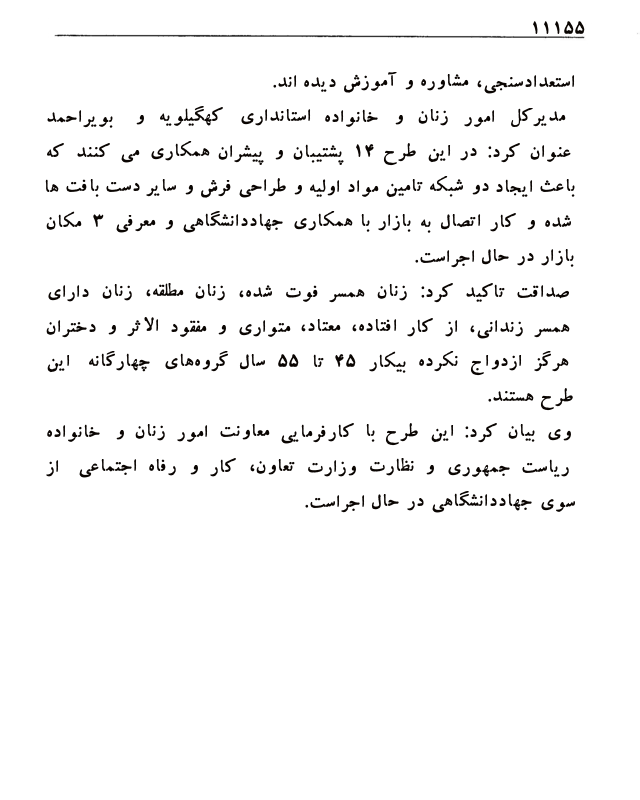 ۱۱۱۵۵
استعدادسنجی، مشاوره و آموزش دیده اند.
مدیرکل امور زنان و خانواده استانداری کهگیلویه و بویراحمد
عنوان کرد: در این طرح ۱۴ پشتیبان و پیشران همکاری می کنند که
باعث ایجاد دو شبکه تامین مواد اولیه و طراحی فرش و سایر دست بافت ها
شده و کار اتصال به بازار با همکاری جهاددانشگاهی و معرفی ۳ مکان
بازار در حال اجراست.
صداقت تاکید کرد: زنان همسر فوت شده، زنان مطلقه، زنان دارای
همسر زندانی، از کار افتاده، معتاد، متواری و مفقود الاثر و دختران
هرگز ازدواج نکرده بیکار ۴۵ تا ۵۵ سال گروه‌های چهارگانه این
طرح هستند.
وی بیان کرد: این طرح با کارفرمایی معاونت امور زنان و خانواده
ریاست جمهوری و نظارت وزارت تعاون، کار و رفاه اجتماعی از
سوی جهاددانشگاهی در حال اجراست.